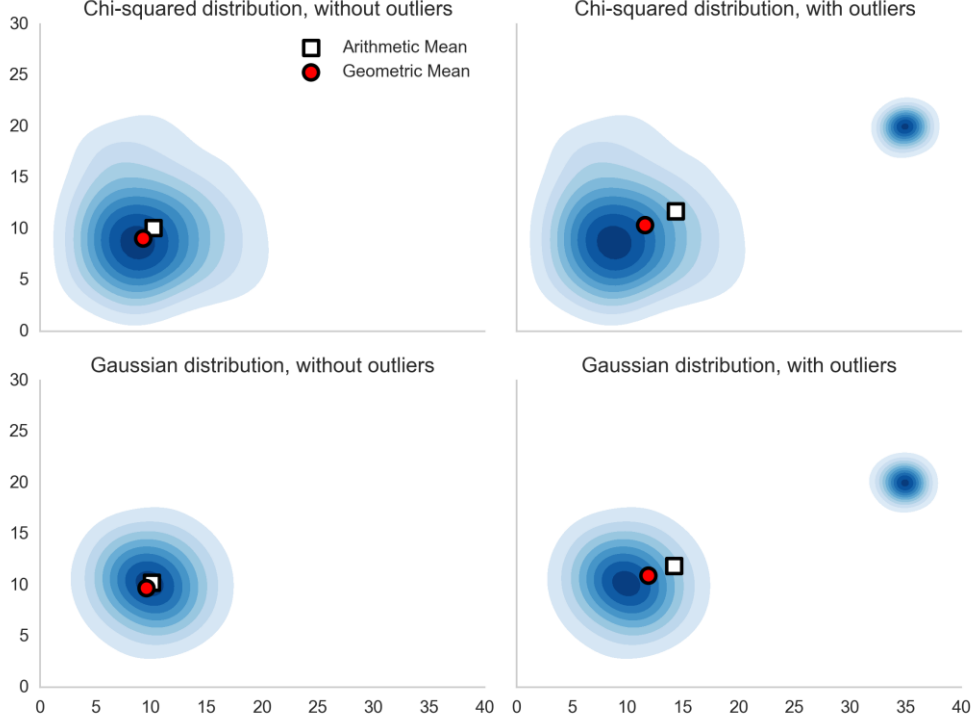 Chi-squared distribution, without outliers
Chi-squared distribution, with outliers
30
25
20
15
10
5
0
Arithmetic Mean
Geometric Mean
Gaussian distribution, without outliers
Gaussian distribution, with outliers
30
25
20
15
10
5
0
0 5 10 15 20 25 30 35 40
0 5 10 15 20 25 30 35 40